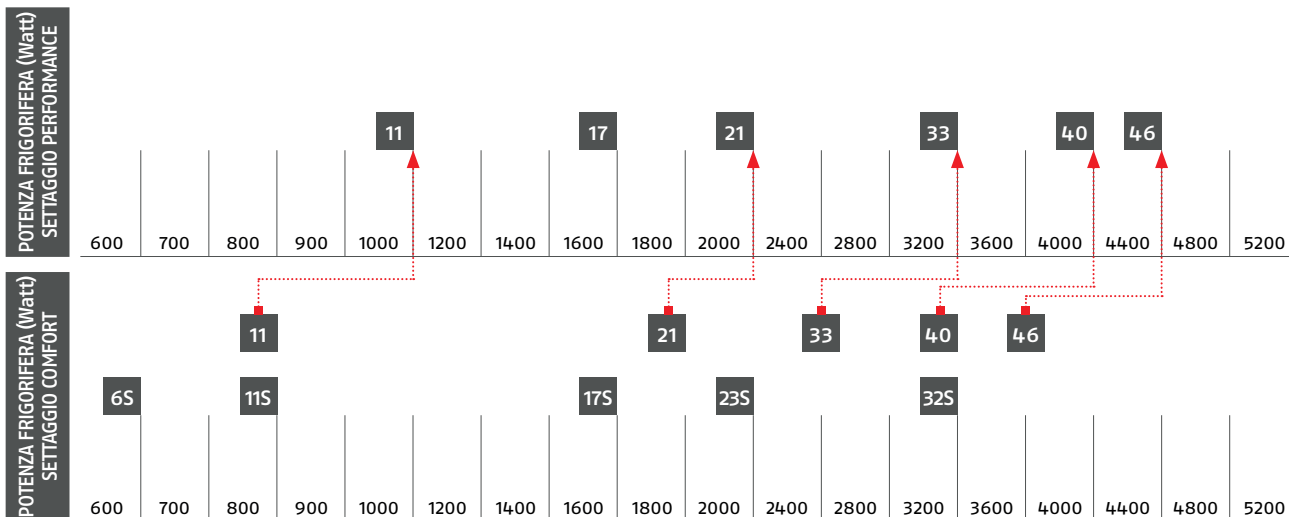 POTENZA FRIGORIFERA (Watt)
SETTAGGIO PERFORMANCE
11 17 21 33 40 46
600 700 800 900 1000 1200 1400 1600 1800 2000 2400 2800 3200 3600 4000 4400 4800 5200
POTENZA FRIGORIFERA (Watt)
SETTAGGIO COMFORT
11 21 33 40 46
6S 11S 17S 23S 32S
600 700 800 900 1000 1200 1400 1600 1800 2000 2400 2800 3200 3600 4000 4400 4800 5200